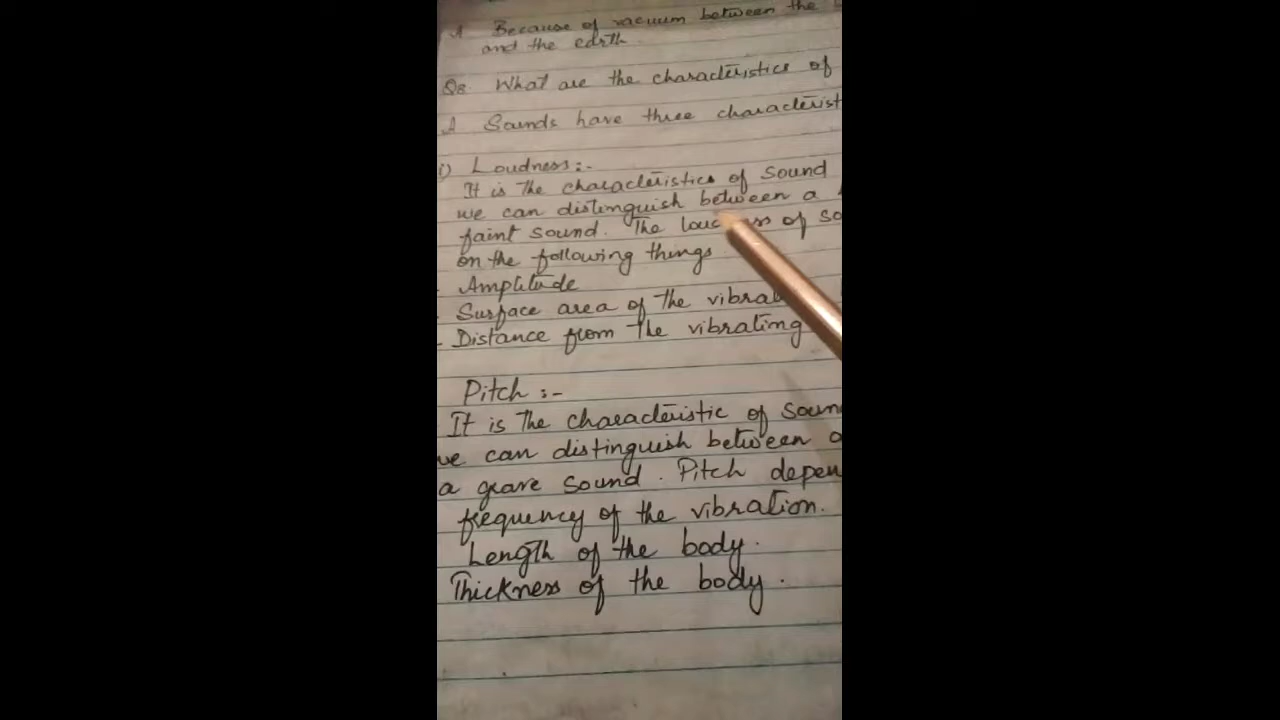 A Because of vacuum between the
and the earth.
Q8. What are the characteristics of
A Sounds have three characterist
i) Loudness:-
It is the characteristics of sound
we can distinguish between a
faint sound. The of so
on the following things
- Amplitude
- Surface area of the vibrat
- Distance from the vibrating
Pitch :-
It is the characteristic of soun
we can distinguish between a
a grave sound. Pitch depen
frequency of the vibration.
Length of the body.
Thickness of the body.